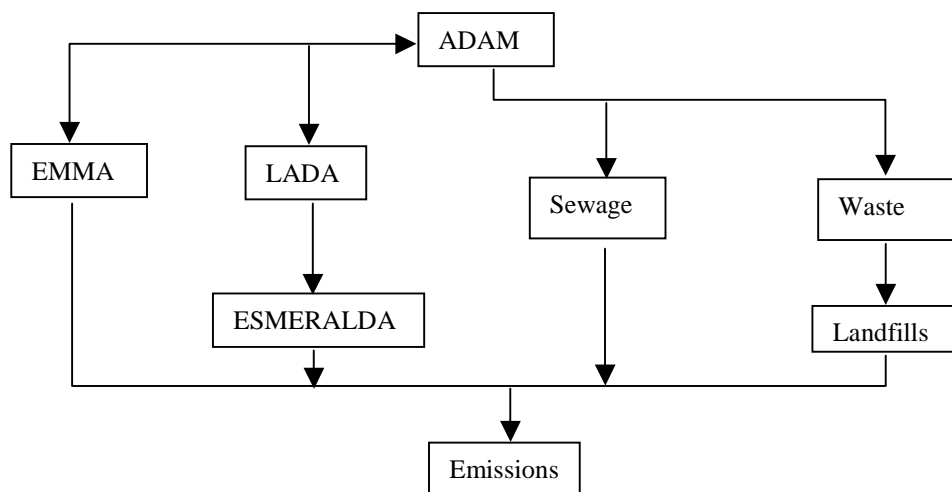 ADAM
EMMA
LADA
Sewage
Waste
ESMERALDA
Landfills
Emissions